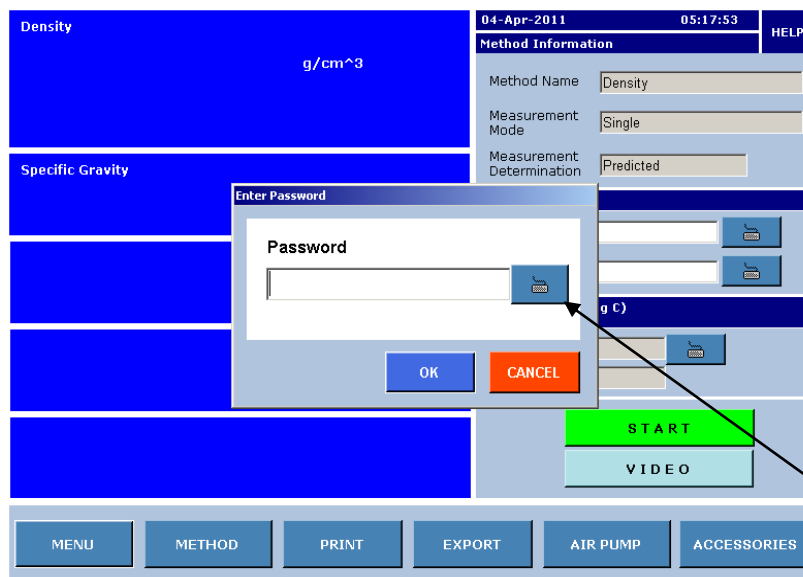 Density
g/cm^3
Specific Gravity
04-Apr-2011 05:17:53
HELP
Method Information
Method Name Density
Measurement
Mode
Single
Measurement
Determination
Predicted
Enter Password
Password
OK CANCEL
g C)
START
VIDEO
MENU METHOD PRINT EXPORT AIR PUMP ACCESSORIES